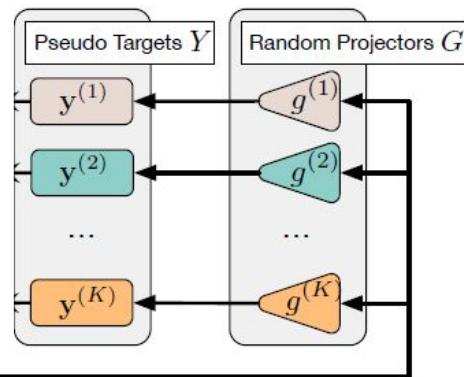 Pseudo Targets Y
Random Projectors G
y^(1)
g^(1)
y^(2)
g^(2)
...
...
y^(K)
g^(K)